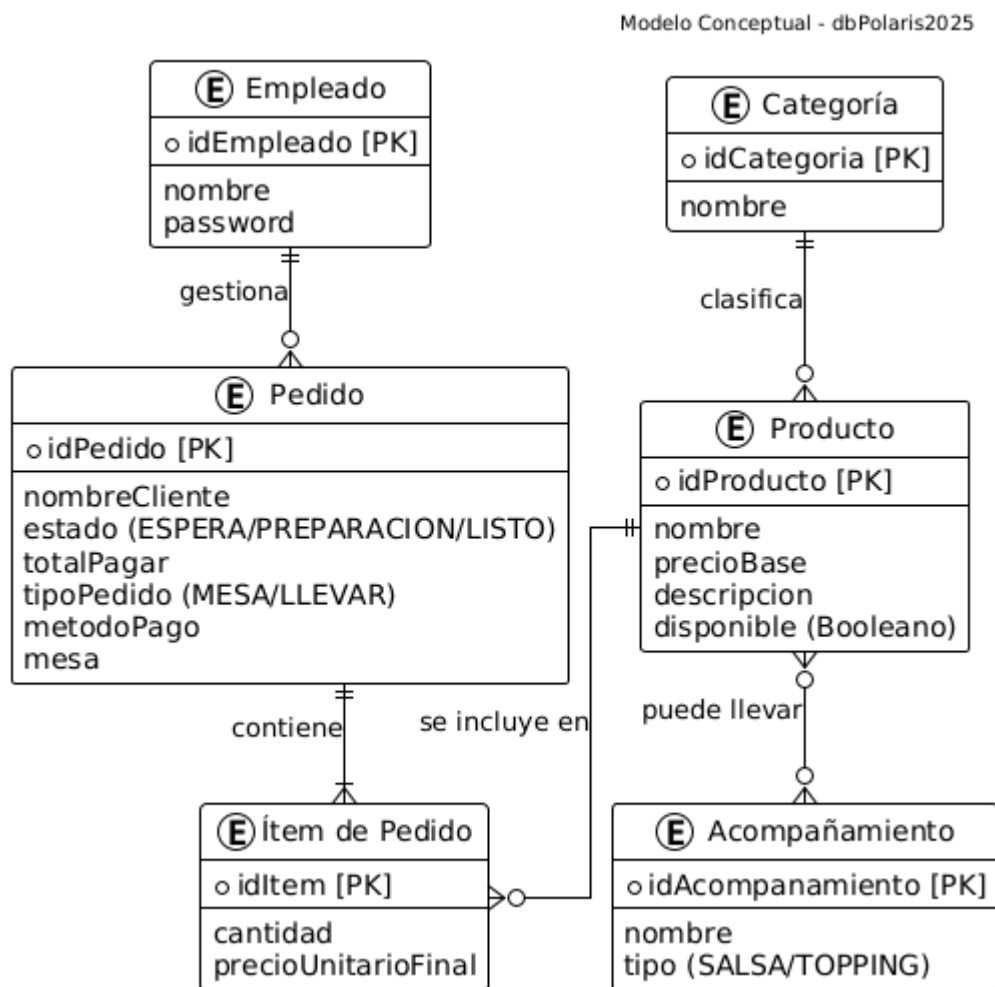 Modelo Conceptual - dbPolaris2025
E Empleado
idEmpleado [PK]
nombre
password
E Categoría
idCategoria [PK]
nombre
gestiona
clasifica
E Pedido
idPedido [PK]
nombreCliente
estado (ESPERA/PREPARACION/LISTO)
totalPagar
tipoPedido (MESA/LLEVAR)
metodoPago
mesa
E Producto
idProducto [PK]
nombre
precioBase
descripcion
disponible (Booleano)
contiene
se incluye en
puede llevar
E Ítem de Pedido
idItem [PK]
cantidad
precioUnitarioFinal
E Acompañamiento
idAcompanamiento [PK]
nombre
tipo (SALSA/TOPPING)